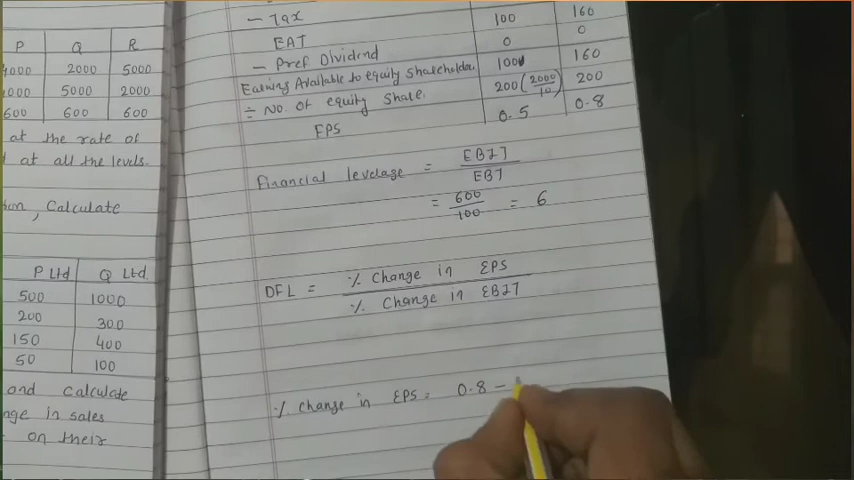 P Q R
4000 2000 5000
1000 5000 2000
600 600 600
at the rate of
at all the levels.
, Calculate
P Ltd Q Ltd.
500 1000
200 300
150 400
50 100
and calculate
nge in sales
on their
- Tax 100 160
EAT 0 0
- Pref Dividend
Earning Available to equity Shareholder 100 160
÷ No. of equity Share. 200 (2000/10) 200
EPS 0.5 0.8
Financial leverage = EBIT / EBT
= 600/100 = 6
DFL = % Change in EPS
% Change in EBIT
% Change in EPS = 0.8 -